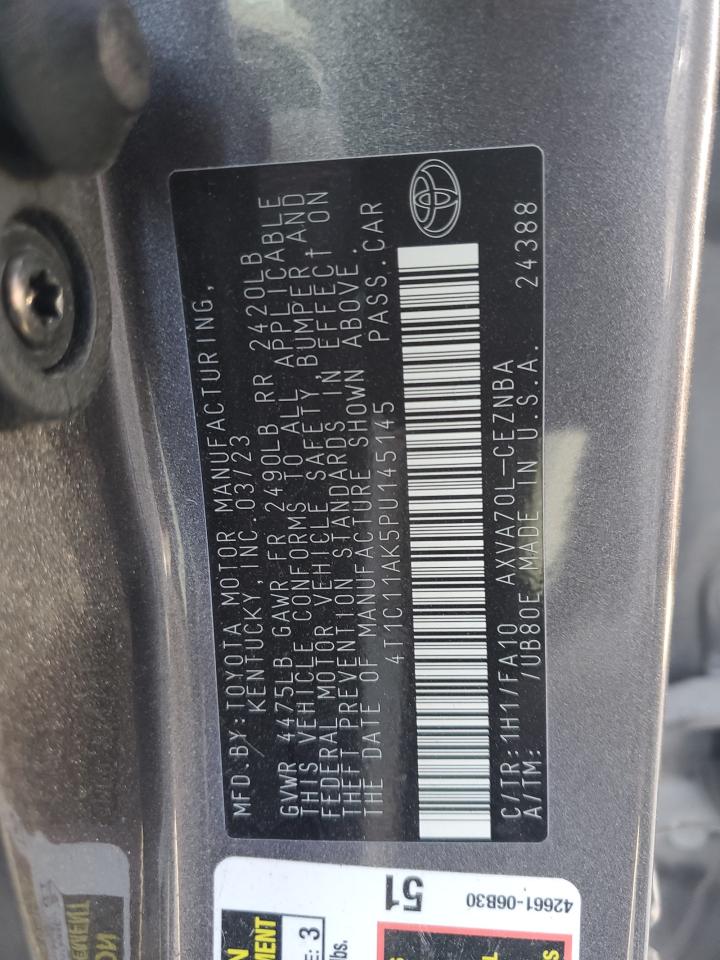 MFD.BY:TOYOTA MOTOR MANUFACTURING,
KENTUCKY, INC. 03/23
GVWR 4475LB GAWR FR 2490LB RR 2420LB
THIS VEHICLE CONFORMS TO ALL APPLICABLE
FEDERAL MOTOR VEHICLE SAFETY, BUMPER, AND
THEFT PREVENTION STANDARDS IN EFFECT ON
THE DATE OF MANUFACTURE SHOWN ABOVE.
4T1C11AK5PU145145 PASS.CAR
C/TR:1H1/FA10 AXVA70L-CEZNBA 24388
A/TM: /UB80E MADE IN U.S.A.
51
42661-06B30
E: 3
lbs.